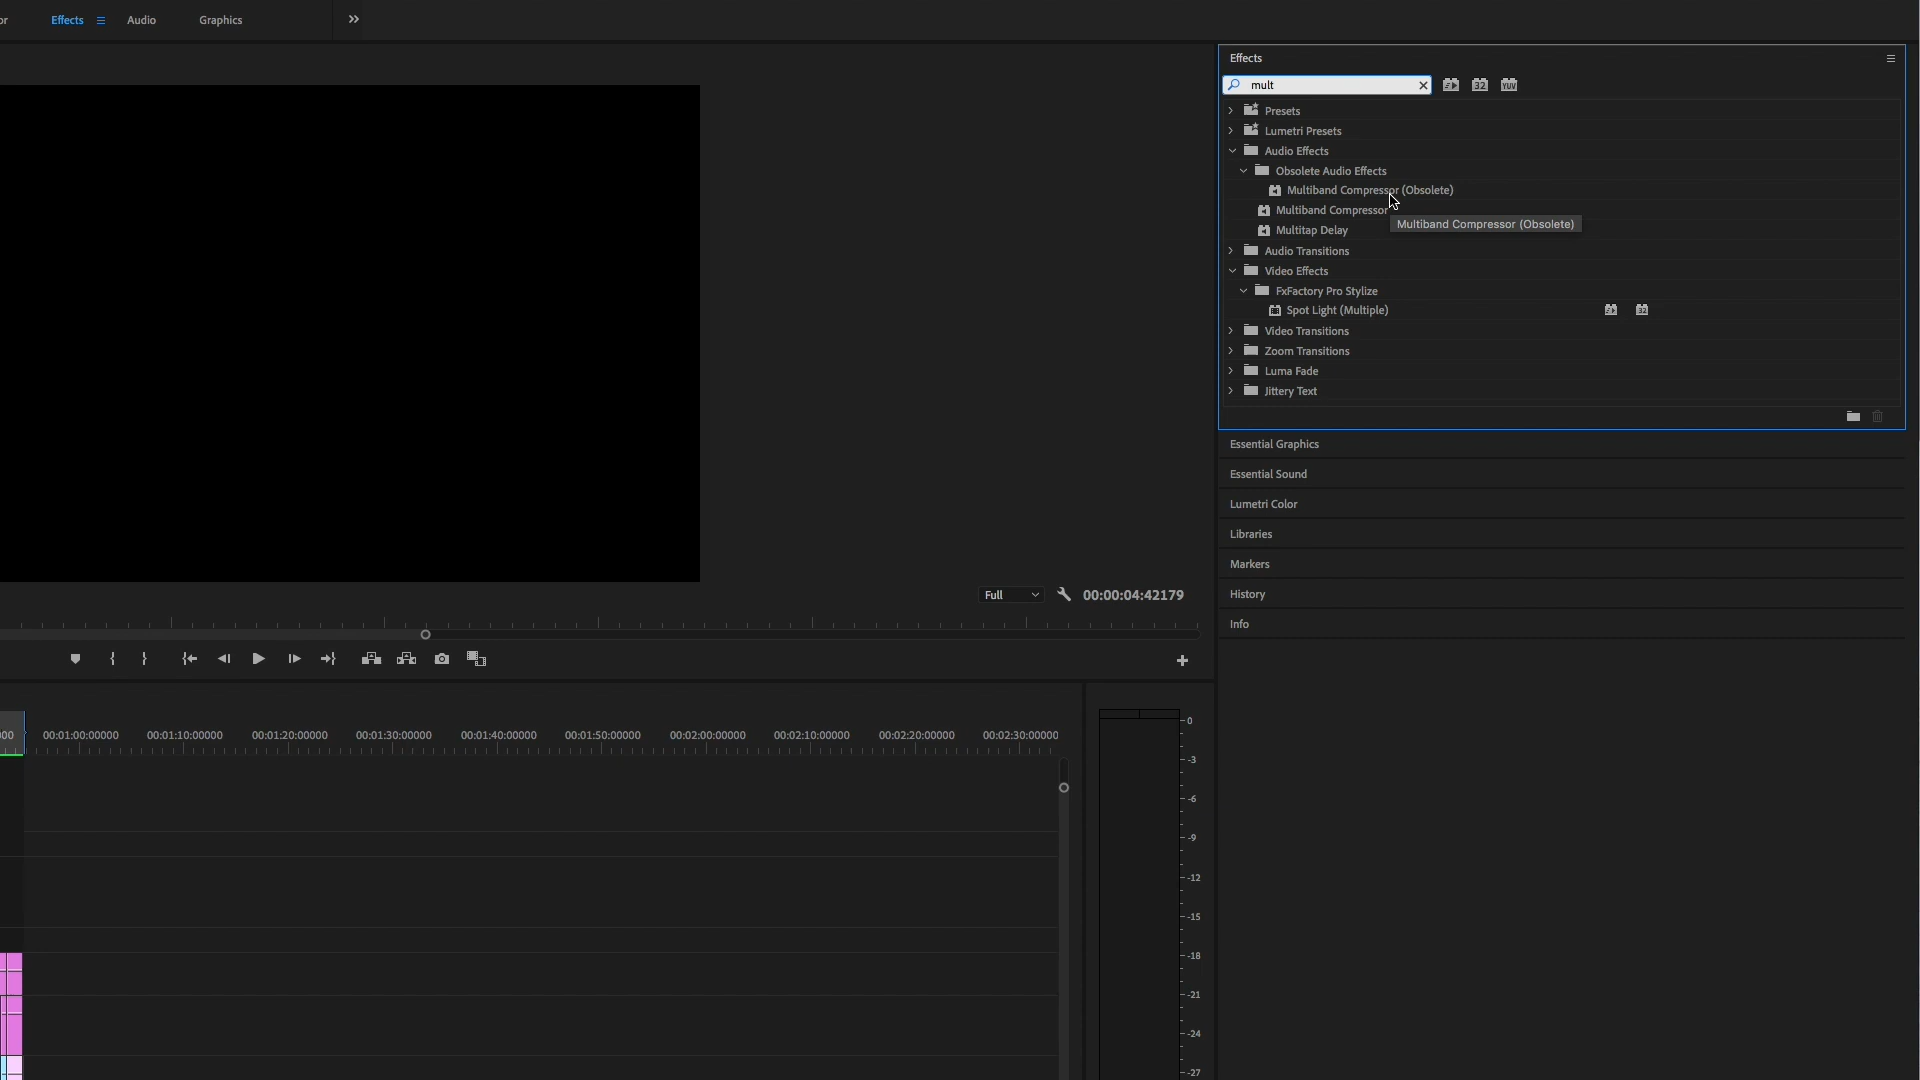 or Effects Audio Graphics
Effects
mult
32 YUV
Presets
Lumetri Presets
Audio Effects
Obsolete Audio Effects
Multiband Compressor (Obsolete)
Multiband Compressor
Multiband Compressor (Obsolete)
Multitap Delay
Audio Transitions
Video Effects
FxFactory Pro Stylize
Spot Light (Multiple) 32
Video Transitions
Zoom Transitions
Luma Fade
Jittery Text
Essential Graphics
Essential Sound
Lumetri Color
Libraries
Markers
History
Info
Full 00:00:04:42179
000 00:01:00:00000 00:01:10:00000 00:01:20:00000 00:01:30:00000 00:01:40:00000 00:01:50:00000 00:02:00:00000 00:02:10:00000 00:02:20:00000 00:02:30:00000
0
-3
-6
-9
-12
-15
-18
-21
-24
-27